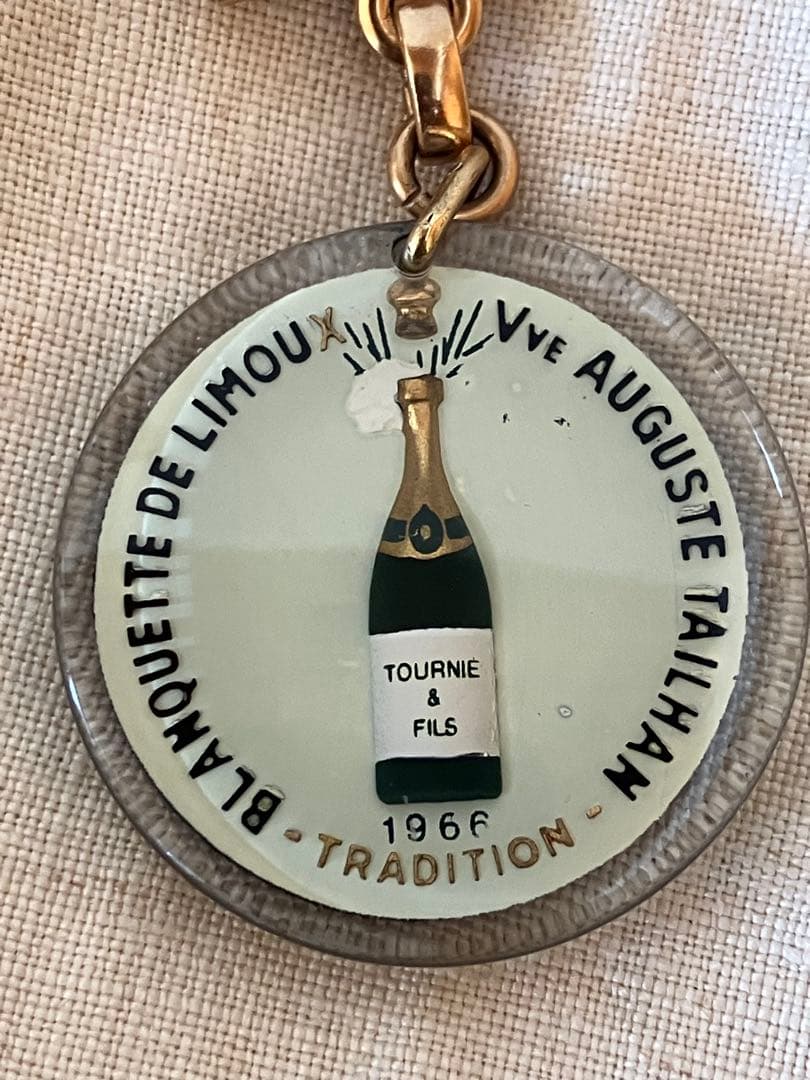 BLANQUETTE DE LIMOUX
Vve AUGUSTE TAILHAN
TOURNIE
&
FILS
1966
- TRADITION -